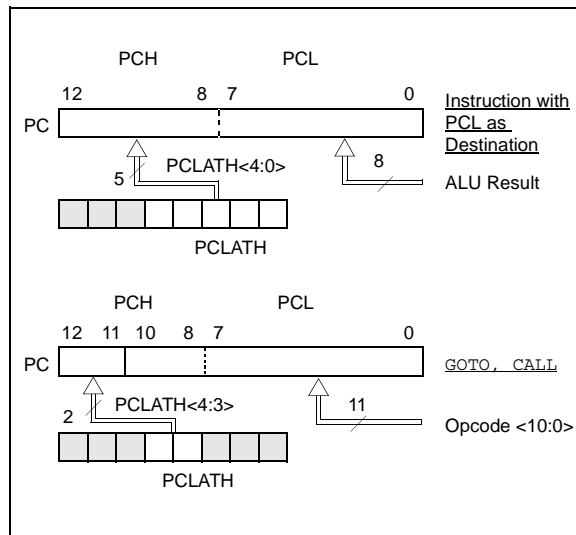 PCH PCL
12 8 7 0
PC
Instruction with
PCL as
Destination
5 PCLATH<4:0> 8
ALU Result
PCLATH
PCH PCL
12 11 10 8 7 0
PC
GOTO, CALL
2 PCLATH<4:3> 11
Opcode <10:0>
PCLATH